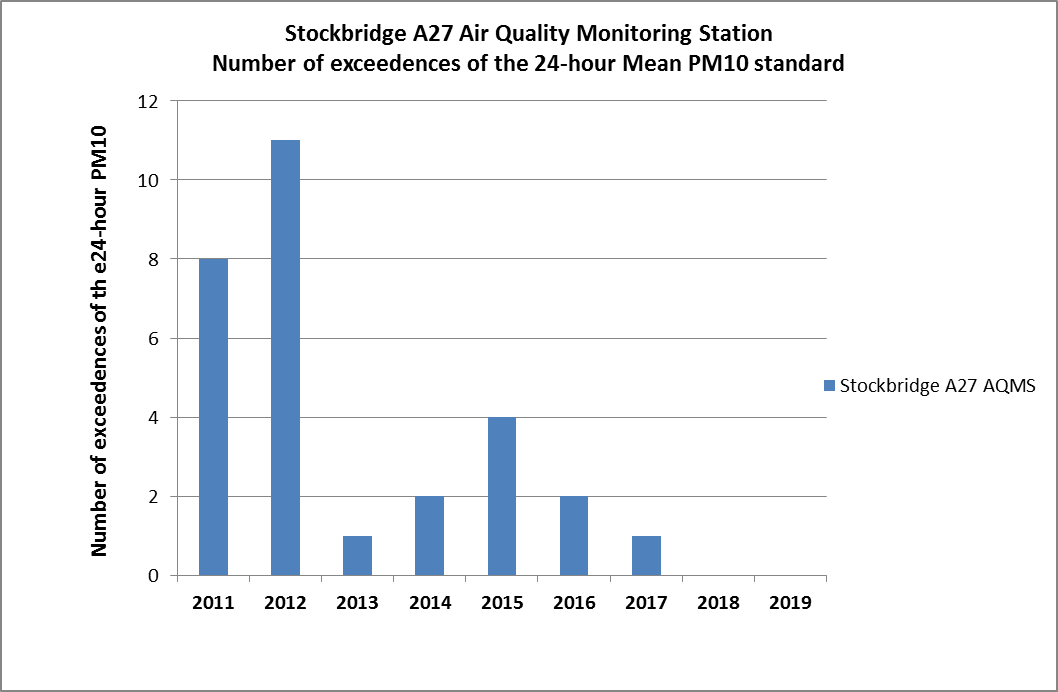 Stockbridge A27 Air Quality Monitoring Station
Number of exceedences of the 24-hour Mean PM10 standard
Number of exceedences of th e24-hour PM10
12
10
8
6
4
2
0
2011 2012 2013 2014 2015 2016 2017 2018 2019
Stockbridge A27 AQMS